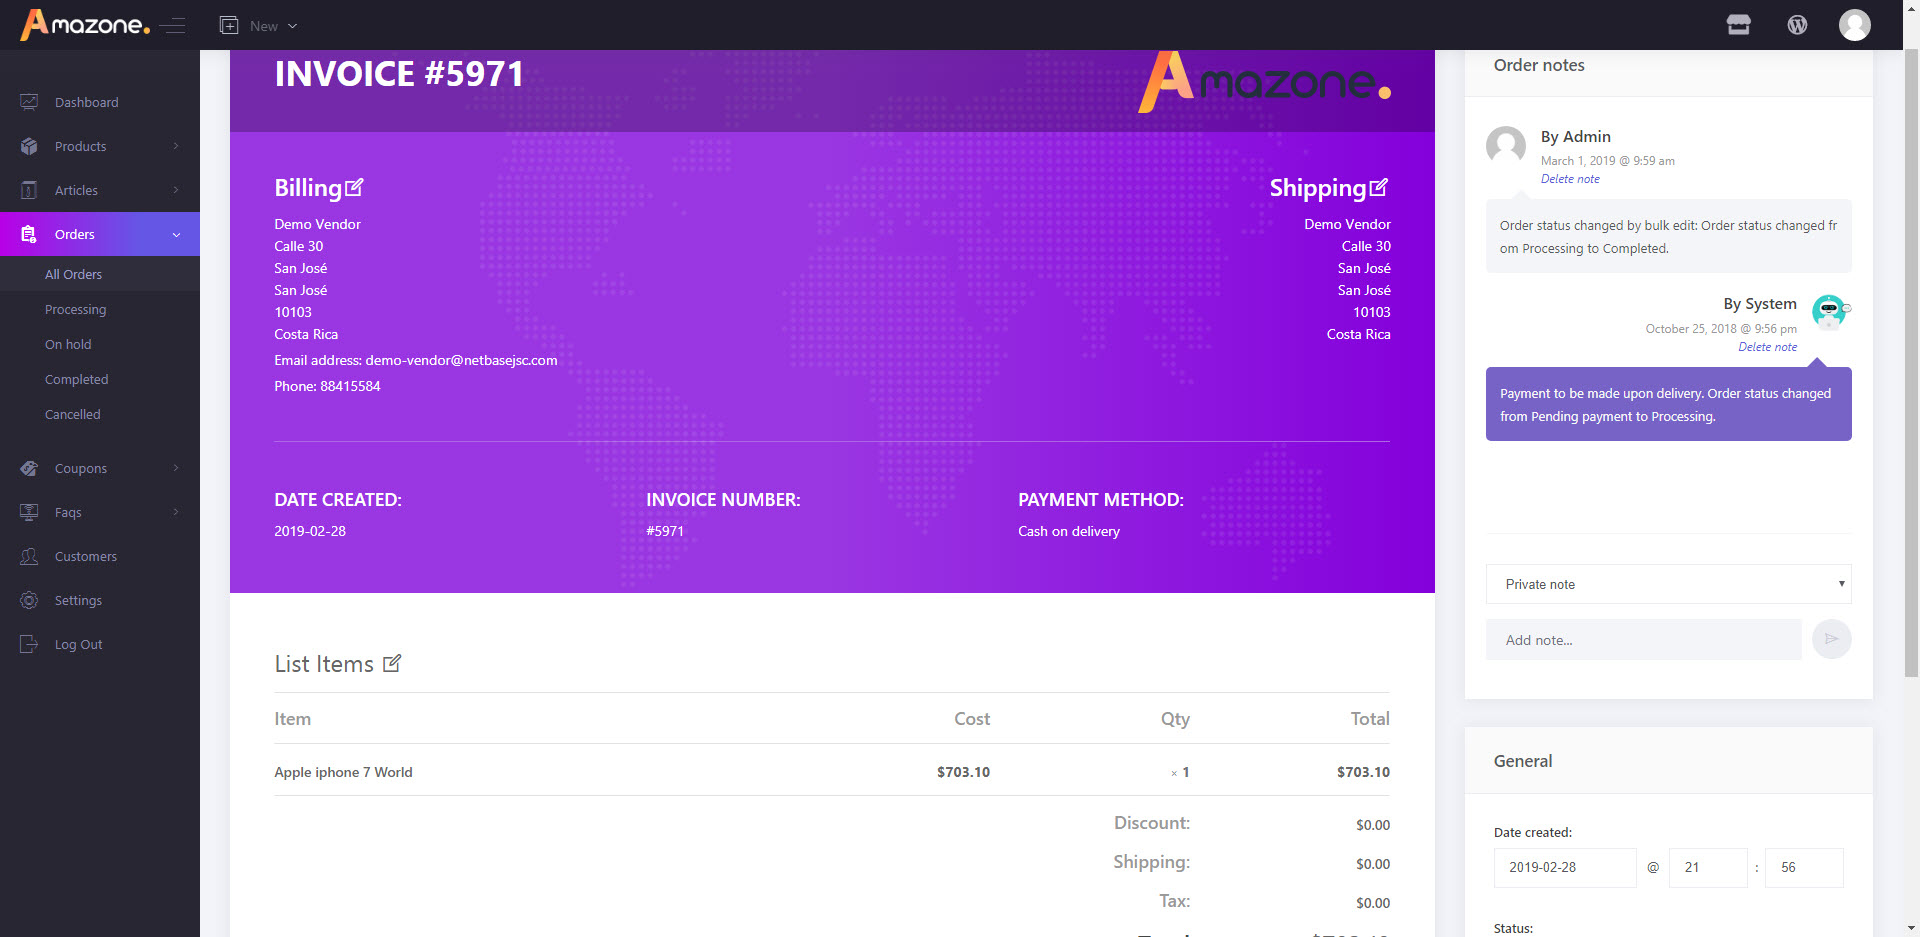 Amazone.
New
Dashboard
Products
Articles
Orders
All Orders
Processing
On hold
Completed
Cancelled
Coupons
Faqs
Customers
Settings
Log Out
INVOICE #5971
Amazone.
Billing
Demo Vendor
Calle 30
San José
San José
10103
Costa Rica
Email address: demo-vendor@netbasejsc.com
Phone: 88415584
Shipping
Demo Vendor
Calle 30
San José
San José
10103
Costa Rica
DATE CREATED:
2019-02-28
INVOICE NUMBER:
#5971
PAYMENT METHOD:
Cash on delivery
List Items
Item Cost Qty Total
Apple iphone 7 World $703.10 × 1 $703.10
Discount: $0.00
Shipping: $0.00
Tax: $0.00
Order notes
By Admin
March 1, 2019 @ 9:59 am
Delete note
Order status changed by bulk edit: Order status changed fr
om Processing to Completed.
By System
October 25, 2018 @ 9:56 pm
Delete note
Payment to be made upon delivery. Order status changed
from Pending payment to Processing.
Private note
Add note...
General
Date created:
2019-02-28 @ 21 : 56
Status: